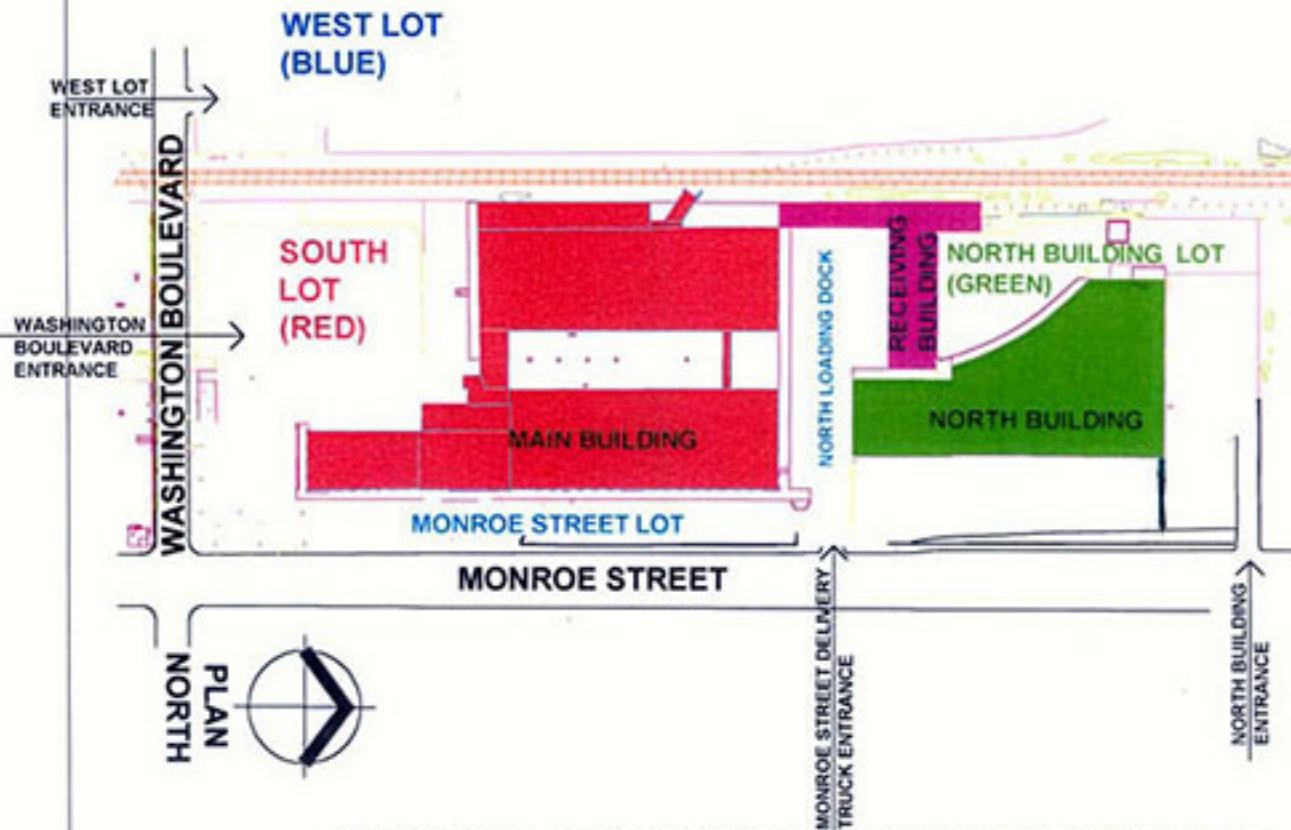 WEST LOT
(BLUE)
WEST LOT
ENTRANCE
WASHINGTON BOULEVARD
SOUTH
LOT
(RED)
WASHINGTON
BOULEVARD
ENTRANCE
RECEIVING
BUILDING
NORTH BUILDING LOT
(GREEN)
NORTH LOADING DOCK
MAIN BUILDING
NORTH BUILDING
MONROE STREET LOT
MONROE STREET
PLAN
NORTH
MONROE STREET DELIVERY
TRUCK ENTRANCE
NORTH BUILDING
ENTRANCE